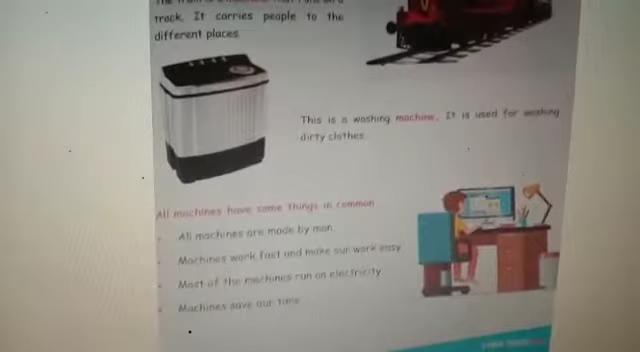 track. It carries people to the
different places.
This is a washing machine. It is used for washing
dirty clothes.
All machines have some things in common
All machines are made by man.
Machines work fast and make our work easy.
Most of the machines run on electricity.
Machines save our time.